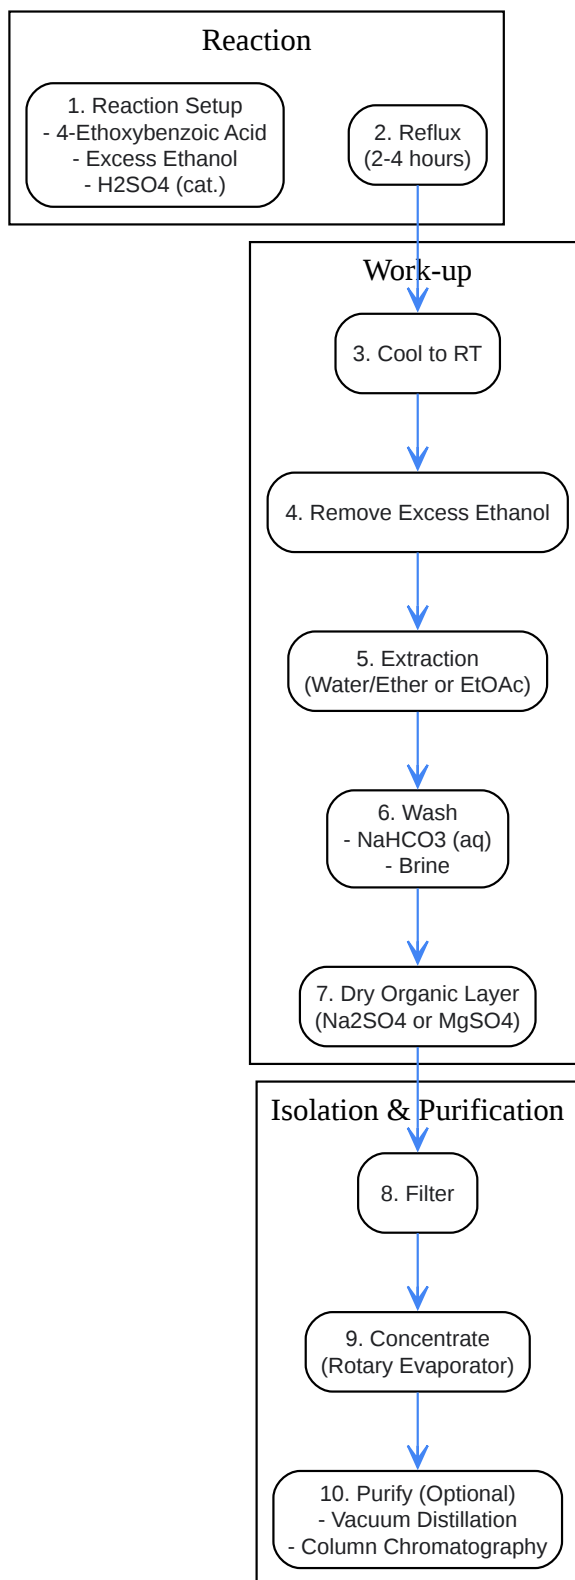 Reaction
1. Reaction Setup
- 4-Ethoxybenzoic Acid
- Excess Ethanol
- H2SO4 (cat.)
2. Reflux
(2-4 hours)
Work-up
3. Cool to RT
4. Remove Excess Ethanol
5. Extraction
(Water/Ether or EtOAc)
6. Wash
- NaHCO3 (aq)
- Brine
7. Dry Organic Layer
(Na2SO4 or MgSO4)
Isolation & Purification
8. Filter
9. Concentrate
(Rotary Evaporator)
10. Purify (Optional)
- Vacuum Distillation
- Column Chromatography